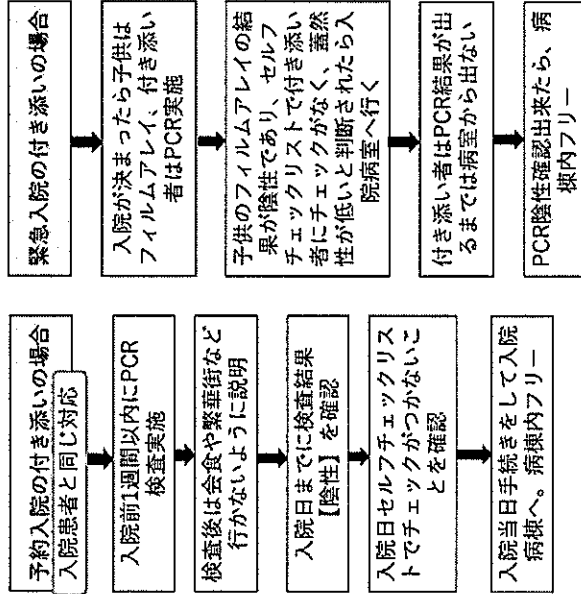 予約入院の付き添いの場合
入院患者と同じ対応
入院前1週間以内にPCR
検査実施
検査後は会食や繁華街など
行かないように説明
入院日までに検査結果
【陰性】を確認
入院日セルフチェックリス
トでチェックがつかないこ
とを確認
入院当日手続きをして入院
病棟へ。病棟内フリー
緊急入院の付き添いの場合
入院が決まったら子供は
フィルムアレイ、付き添い
者はPCR実施
子供のフィルムアレイの結
果が陰性であり、セルフ
チェックリストで付き添い
者にチェックがなく、蓋然
性が低いと判断されたら入
院病室へ行く
付き添い者はPCR結果が出
るまでは病室から出ない
PCR陰性確認出来たら、病
棟内フリー